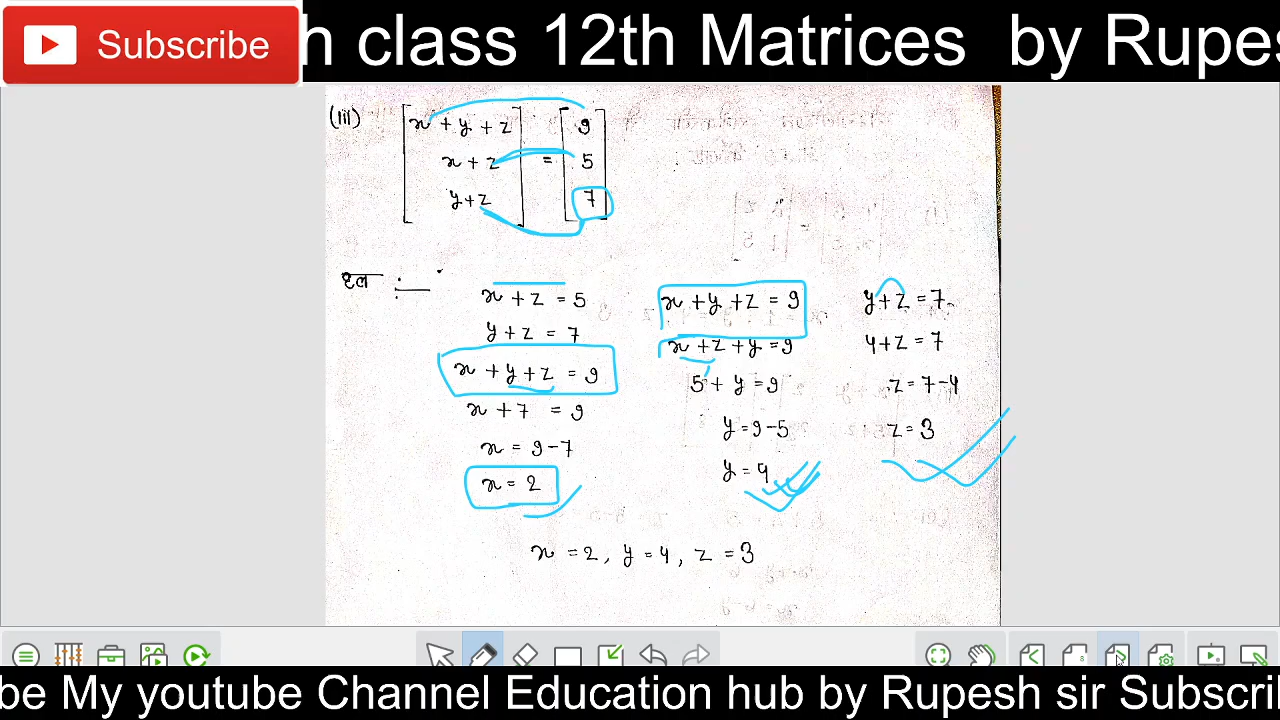 Subscribe
h class 12th Matrices by Rupes
(iii) [x + y + z] = [9]
[x + z] = [5]
[y + z] = [7]
हल :—
x + z = 5
y + z = 7
x + y + z = 9
x + 7 = 9
x = 9 - 7
x = 2
x + y + z = 9
x + z + y = 9
5 + y = 9
y = 9 - 5
y = 4
y + z = 7
4 + z = 7
z = 7 - 4
z = 3
x = 2, y = 4, z = 3
be My youtube Channel Education hub by Rupesh sir Subscri